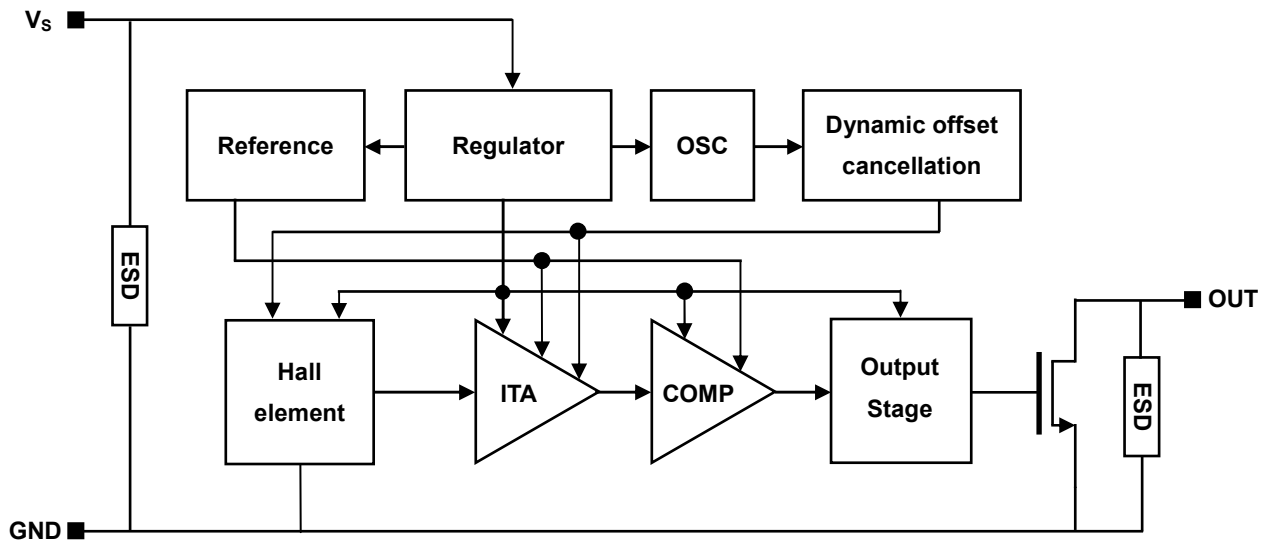 VS
Reference
Regulator
OSC
Dynamic offset
cancellation
ESD
OUT
Hall
element
ITA
COMP
Output
Stage
ESD
GND